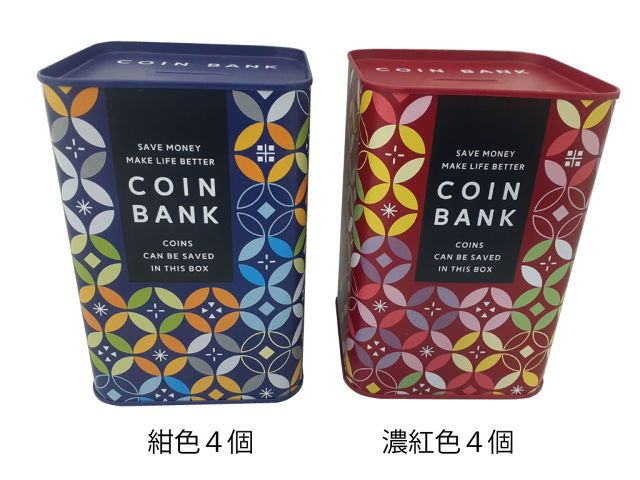 COIN BANK
SAVE MONEY
MAKE LIFE BETTER
COIN
BANK
COINS
CAN BE SAVED
IN THIS BOX
紺色４個
COIN BANK
SAVE MONEY
MAKE LIFE BETTER
COIN
BANK
COINS
CAN BE SAVED
IN THIS BOX
濃紅色４個